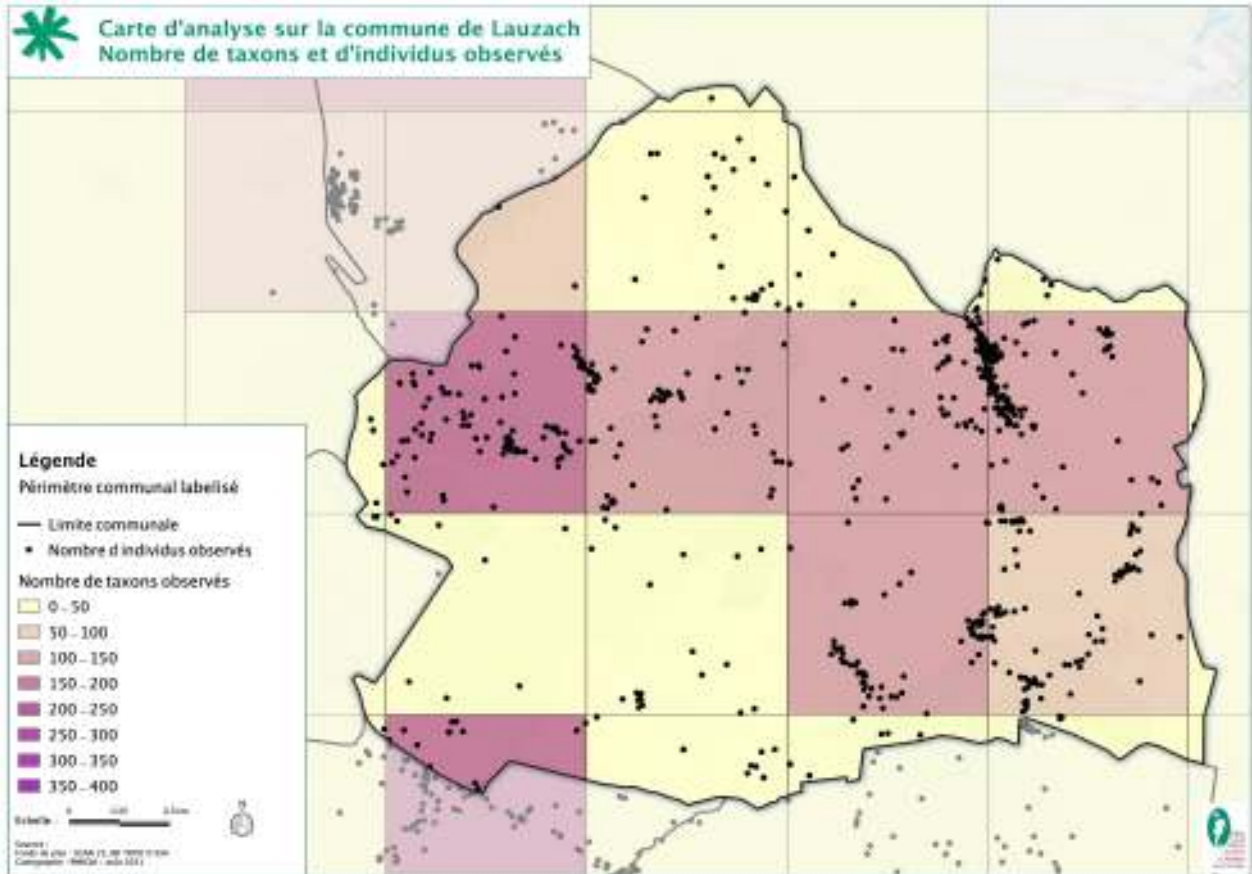 Carte d'analyse sur la commune de Lauzach
Nombre de taxons et d'individus observés
Légende
Périmètre communal labelisé
Limite communale
Nombre d'individus observés
Nombre de taxons observés
0 - 50
50 - 100
100 - 150
150 - 200
200 - 250
250 - 300
300 - 350
350 - 400
Echelle